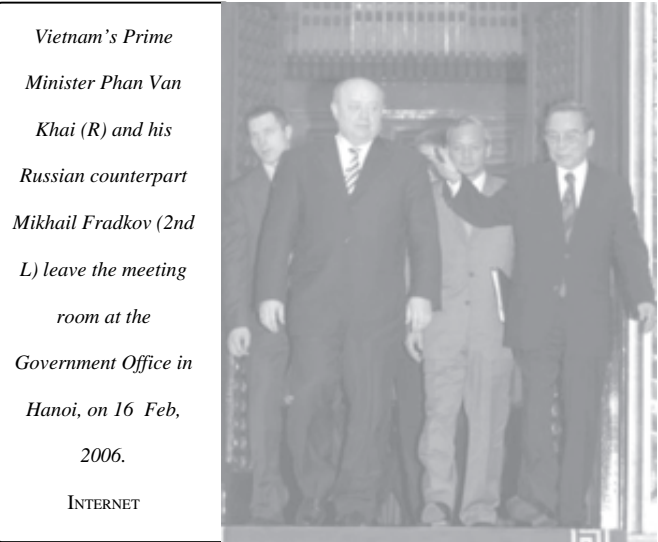 Vietnam's Prime
Minister Phan Van
Khai (R) and his
Russian counterpart
Mikhail Fradkov (2nd
L) leave the meeting
room at the
Government Office in
Hanoi, on 16 Feb,
2006.
INTERNET